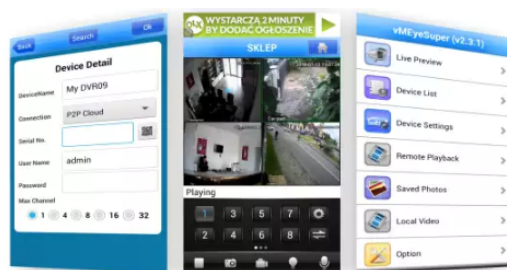 Back
Search
Ok
Device Detail
DeviceName
My DVR09
Connection
P2P Cloud
Serial No.
User Name
admin
Password
Max Channel
1
4
8
16
32
OLX
WYSTARCZĄ 2 MINUTY
BY DODAĆ OGŁOSZENIE
SKLEP
Playing
1
3
5
7
2
4
6
8
vMEyeSuper (v2.3.1)
Live Preview
Device List
Device Settings
Remote Playback
Saved Photos
Local Video
Option